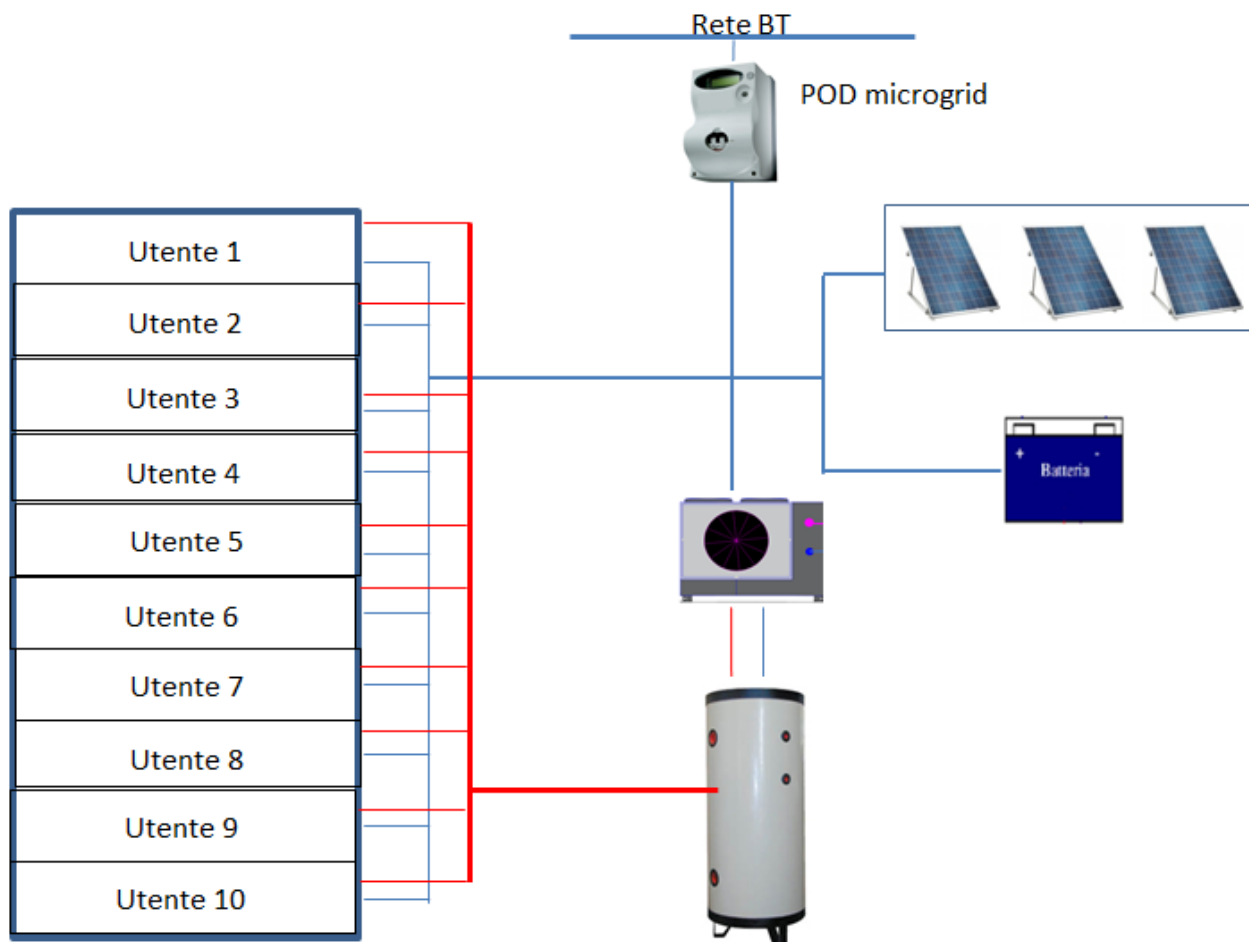 Rete BT
POD microgrid
Utente 1
Utente 2
Utente 3
Utente 4
Utente 5
Utente 6
Utente 7
Utente 8
Utente 9
Utente 10
+ -
Batteria